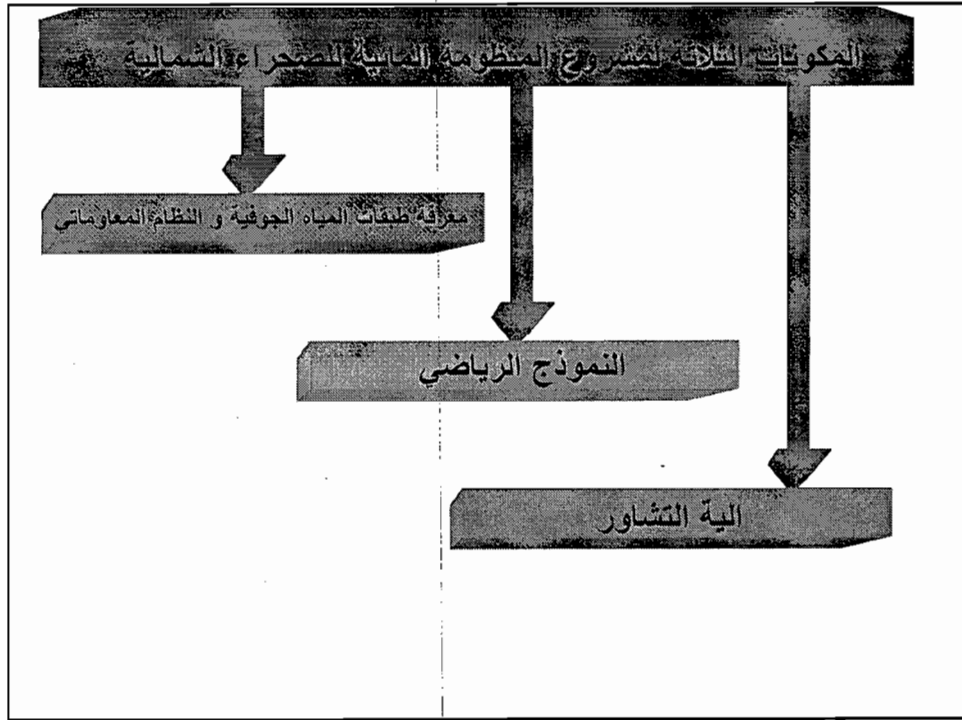 المكونات الثلاثة لمشروع المنظومة المائية للصحراء الشمالية
معرفة طبقات المياه الجوفية و النظام المعلوماتي
النموذج الرياضي
الية التشاور